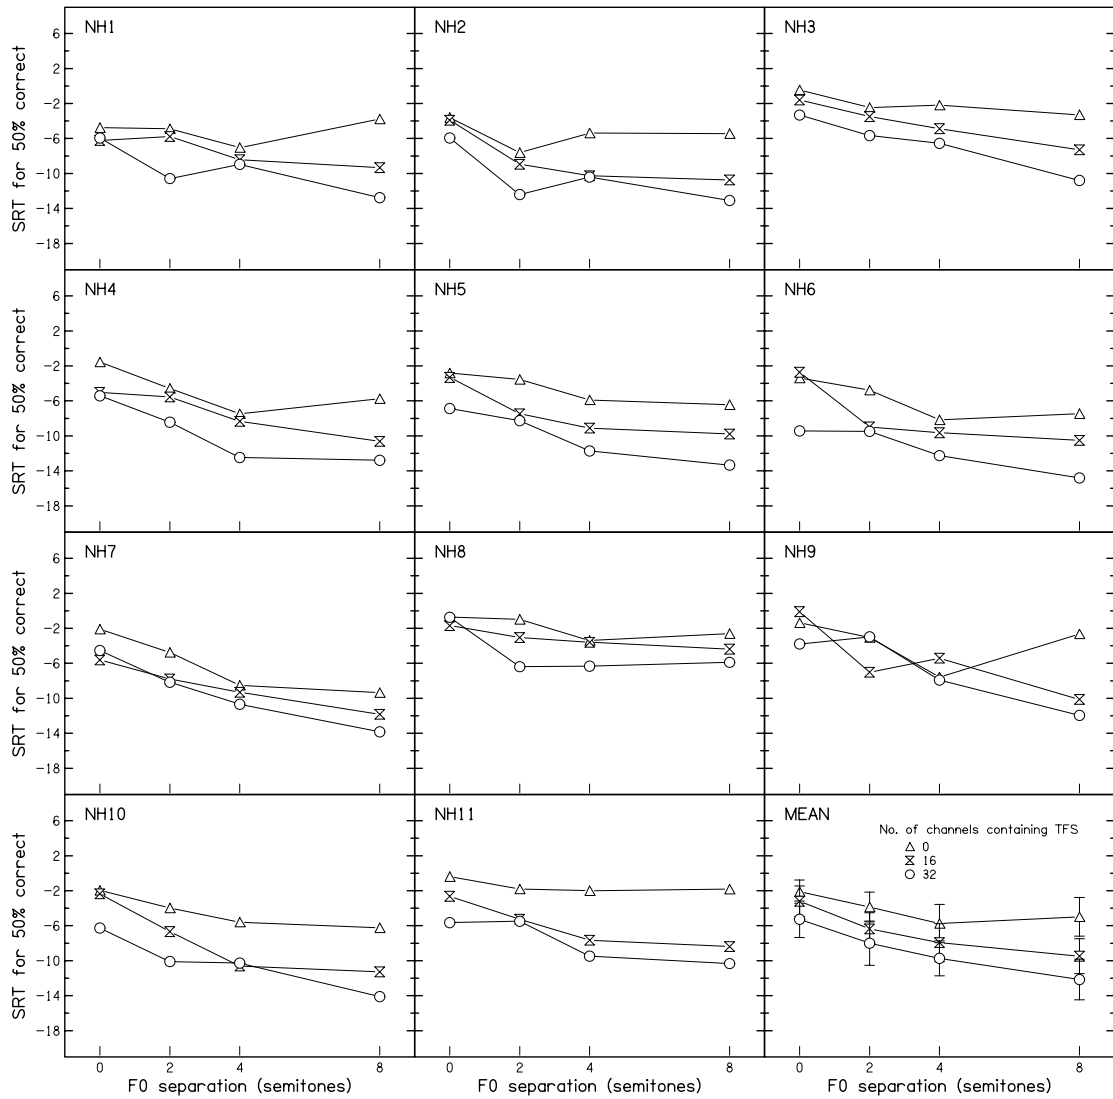 NH1
NH2
NH3
6
2
−2
−6
−10
−14
−18
SRT for 50% correct
NH4
NH5
NH6
6
2
−2
−6
−10
−14
−18
SRT for 50% correct
NH7
NH8
NH9
6
2
−2
−6
−10
−14
−18
SRT for 50% correct
NH10
NH11
MEAN
No. of channels containing TFS
0
16
32
6
2
−2
−6
−10
−14
−18
SRT for 50% correct
0 2 4 8
0 2 4 8
0 2 4 8
F0 separation (semitones)
F0 separation (semitones)
F0 separation (semitones)